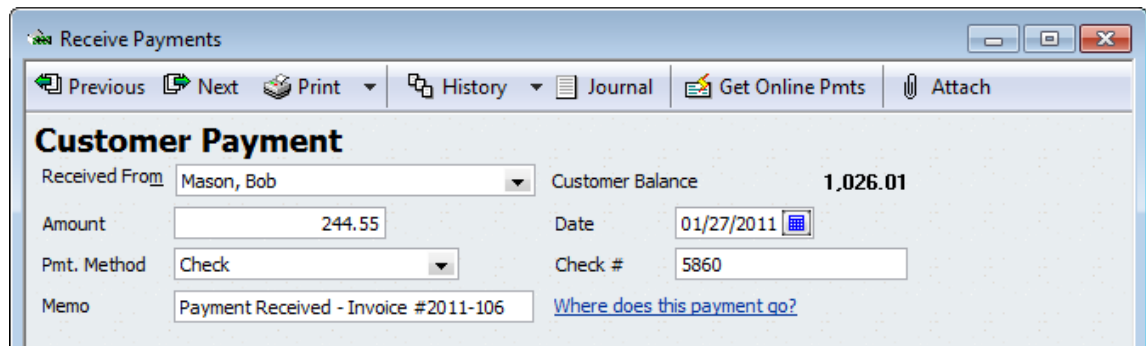 Receive Payments
Previous Next Print History Journal Get Online Pmts Attach
Customer Payment
Received From Mason, Bob Customer Balance 1,026.01
Amount 244.55 Date 01/27/2011
Pmt. Method Check Check # 5860
Memo Payment Received - Invoice #2011-106 Where does this payment go?